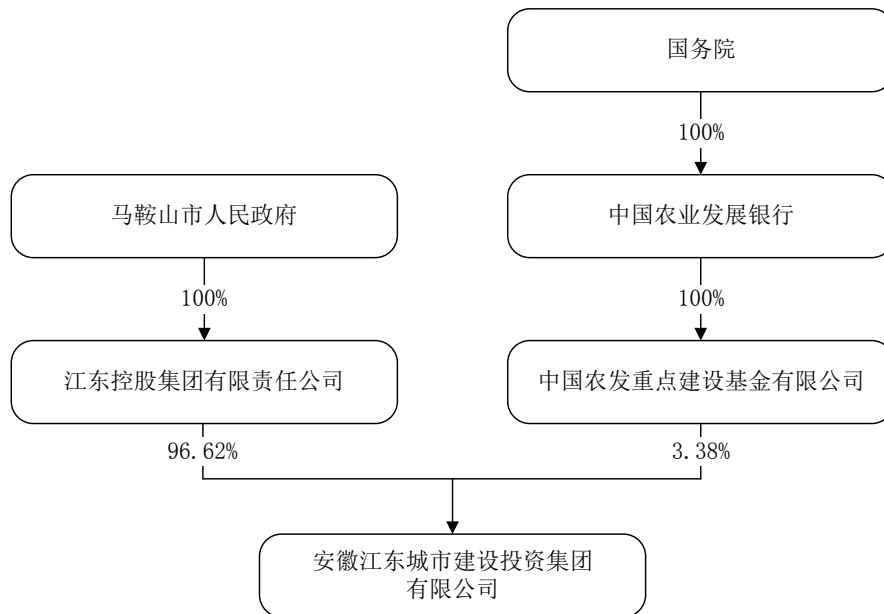 国务院
100%
马鞍山市人民政府
中国农业发展银行
100%
100%
江东控股集团有限责任公司
中国农发重点建设基金有限公司
96.62%
3.38%
安徽江东城市建设投资集团
有限公司